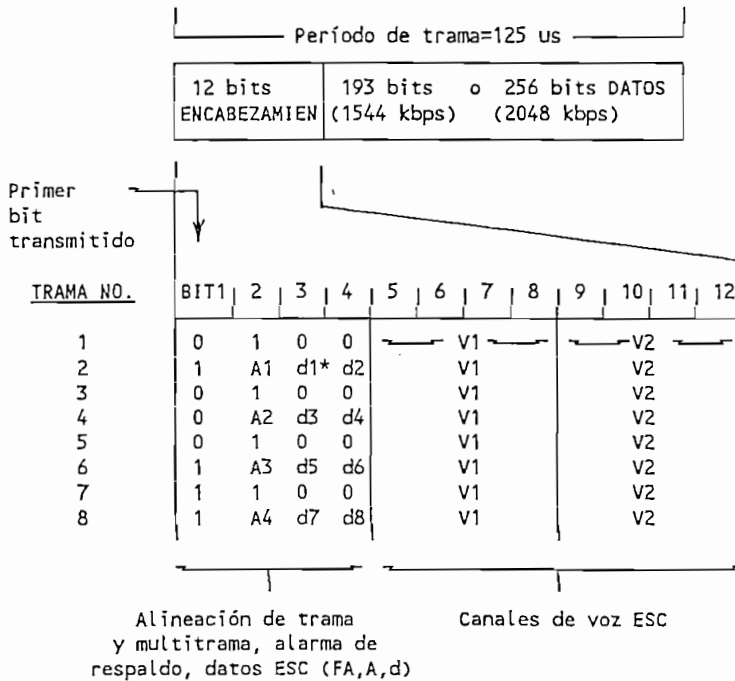 Período de trama=125 us
12 bits 193 bits o 256 bits DATOS
ENCABEZAMIEN (1544 kbps) (2048 kbps)
Primer
bit
transmitido
TRAMA NO. BIT1 2 3 4 5 6 7 8 9 10 11 12
1 0 1 0 0 V1 V2
2 1 A1 d1* d2 V1 V2
3 0 1 0 0 V1 V2
4 0 A2 d3 d4 V1 V2
5 0 1 0 0 V1 V2
6 1 A3 d5 d6 V1 V2
7 1 1 0 0 V1 V2
8 1 A4 d7 d8 V1 V2
Alineación de trama Canales de voz ESC
y multitrama, alarma de
respaldo, datos ESC (FA,A,d)